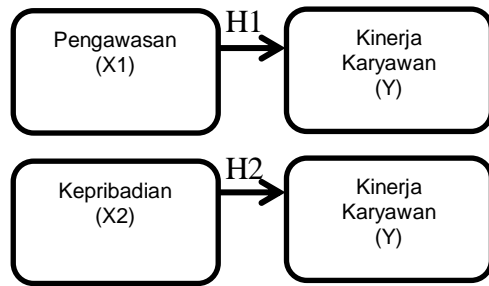 Pengawasan
(X1)
H1
Kinerja
Karyawan
(Y)
Kepribadian
(X2)
H2
Kinerja
Karyawan
(Y)